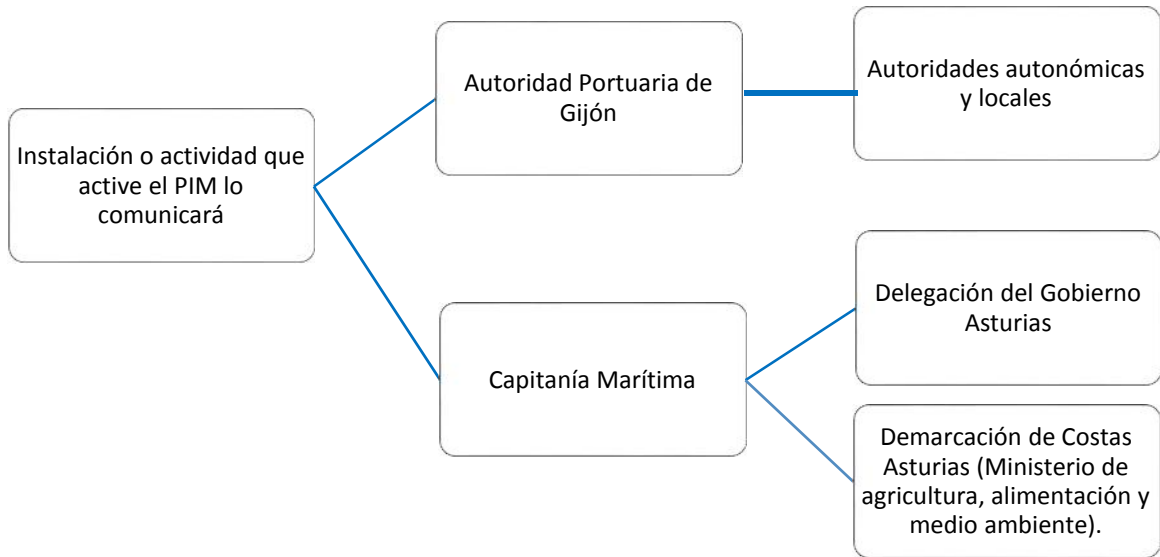 Instalación o actividad que
active el PIM lo
comunicará
Autoridad Portuaria de
Gijón
Autoridades autonómicas
y locales
Capitanía Marítima
Delegación del Gobierno
Asturias
Demarcación de Costas
Asturias (Ministerio de
agricultura, alimentación y
medio ambiente).